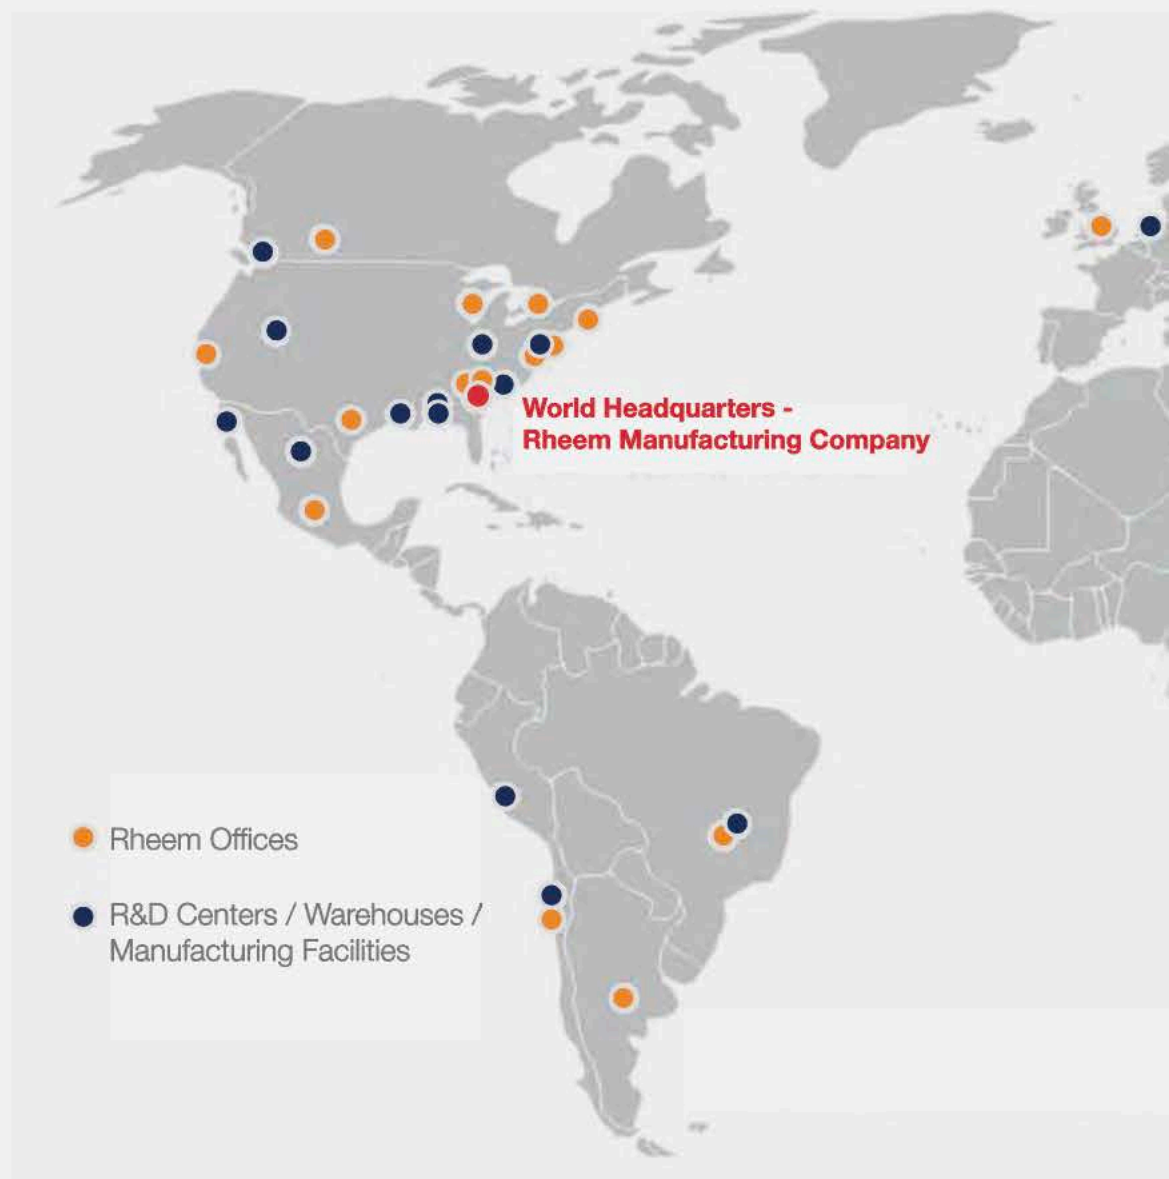 World Headquarters -
Rheem Manufacturing Company
Rheem Offices
R&D Centers / Warehouses /
Manufacturing Facilities